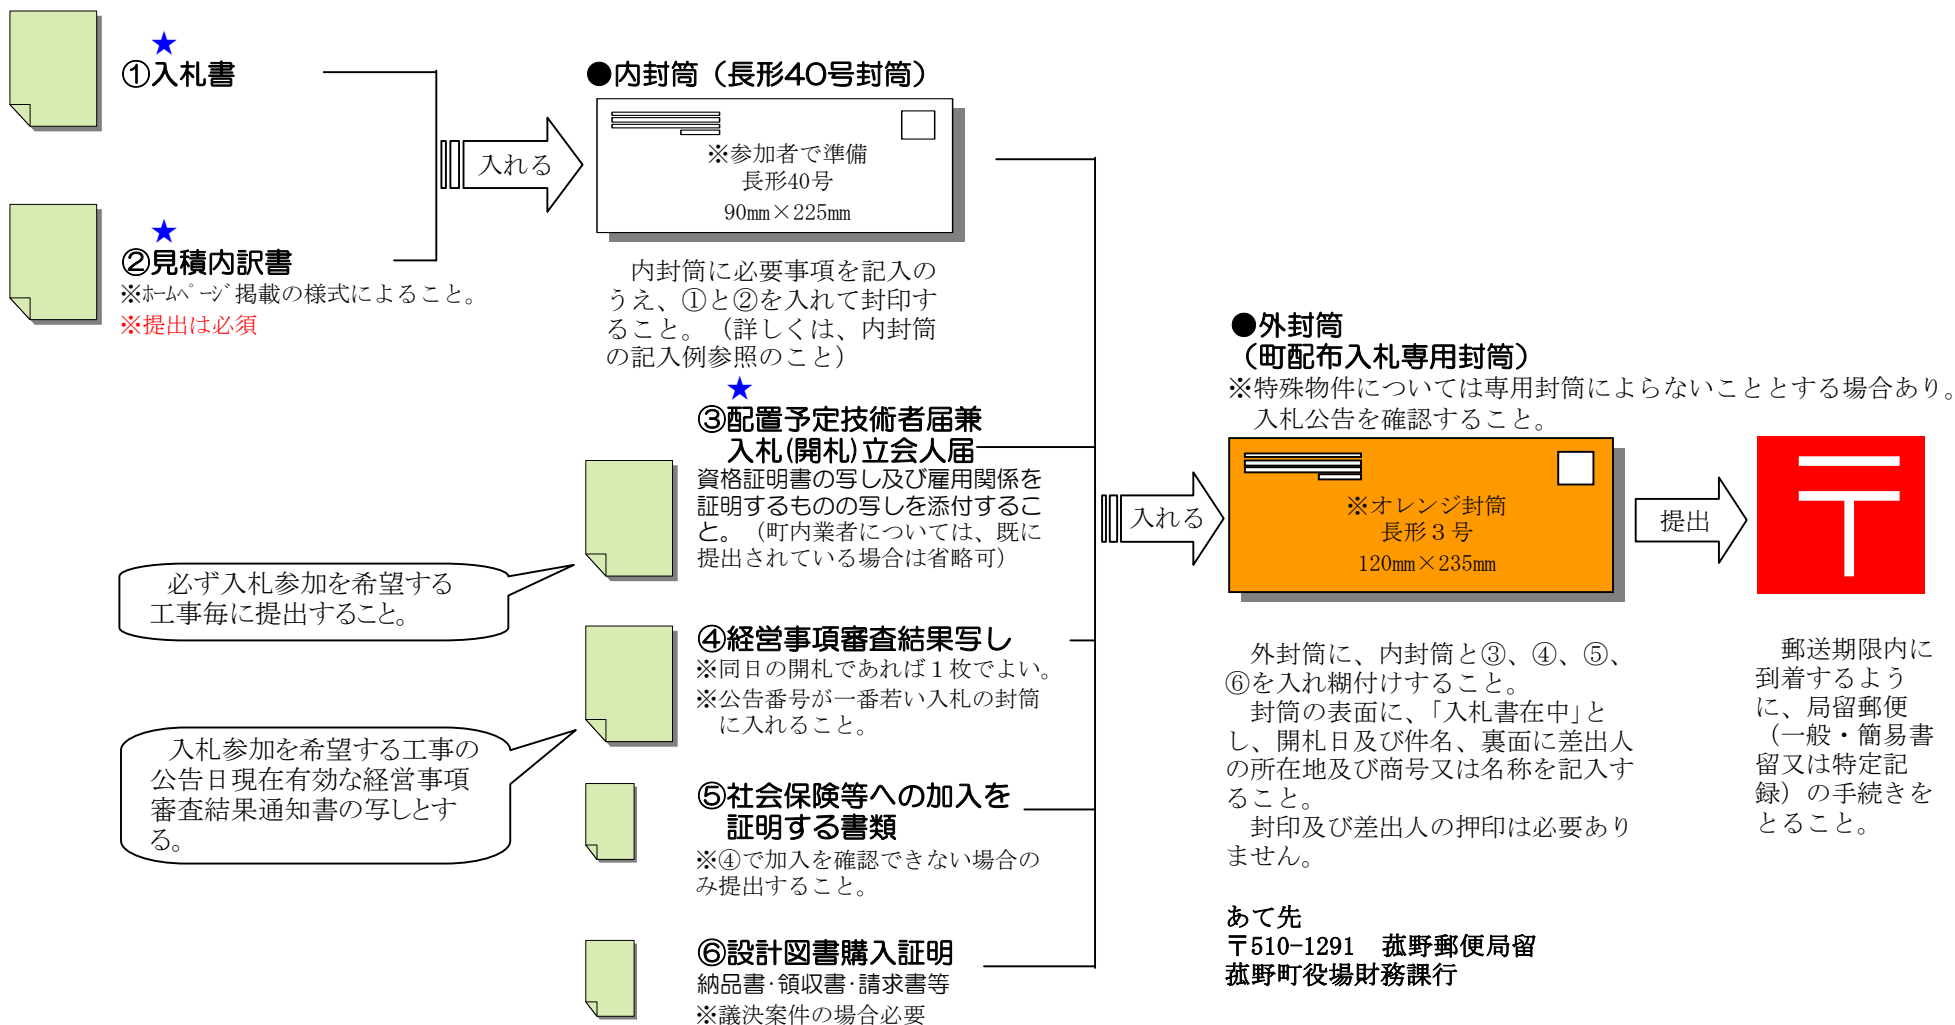 ★
①入札書
★
②見積内訳書
※ホームページ掲載の様式によること。
※提出は必須
入れる
●内封筒（長形40号封筒）
※参加者で準備
長形40号
90mm×225mm
内封筒に必要事項を記入の
うえ、①と②を入れて封印す
ること。（詳しくは、内封筒
の記入例参照のこと）
★
③配置予定技術者届兼
入札(開札)立会人届
資格証明書の写し及び雇用関係を
証明するものの写しを添付するこ
と。（町内業者については、既に
提出されている場合は省略可）
必ず入札参加を希望する
工事毎に提出すること。
④経営事項審査結果写し
※同日の開札であれば１枚でよい。
※公告番号が一番若い入札の封筒
に入れること。
入札参加を希望する工事の
公告日現在有効な経営事項
審査結果通知書の写しとす
る。
⑤社会保険等への加入を
証明する書類
※④で加入を確認できない場合の
み提出すること。
⑥設計図書購入証明
納品書･領収書･請求書等
※議決案件の場合必要
入れる
●外封筒
（町配布入札専用封筒）
※特殊物件については専用封筒によらないこととする場合あり。
入札公告を確認すること。
※オレンジ封筒
長形３号
120mm×235mm
外封筒に、内封筒と③、④、⑤、
⑥を入れ糊付けすること。
封筒の表面に、「入札書在中」と
し、開札日及び件名、裏面に差出人
の所在地及び商号又は名称を記入す
ること。
封印及び差出人の押印は必要あり
ません。
あて先
〒510-1291　菰野郵便局留
菰野町役場財務課行
提出
〒
郵送期限内に
到着するよう
に、局留郵便
（一般・簡易書
留又は特定記
録）の手続きを
とること。